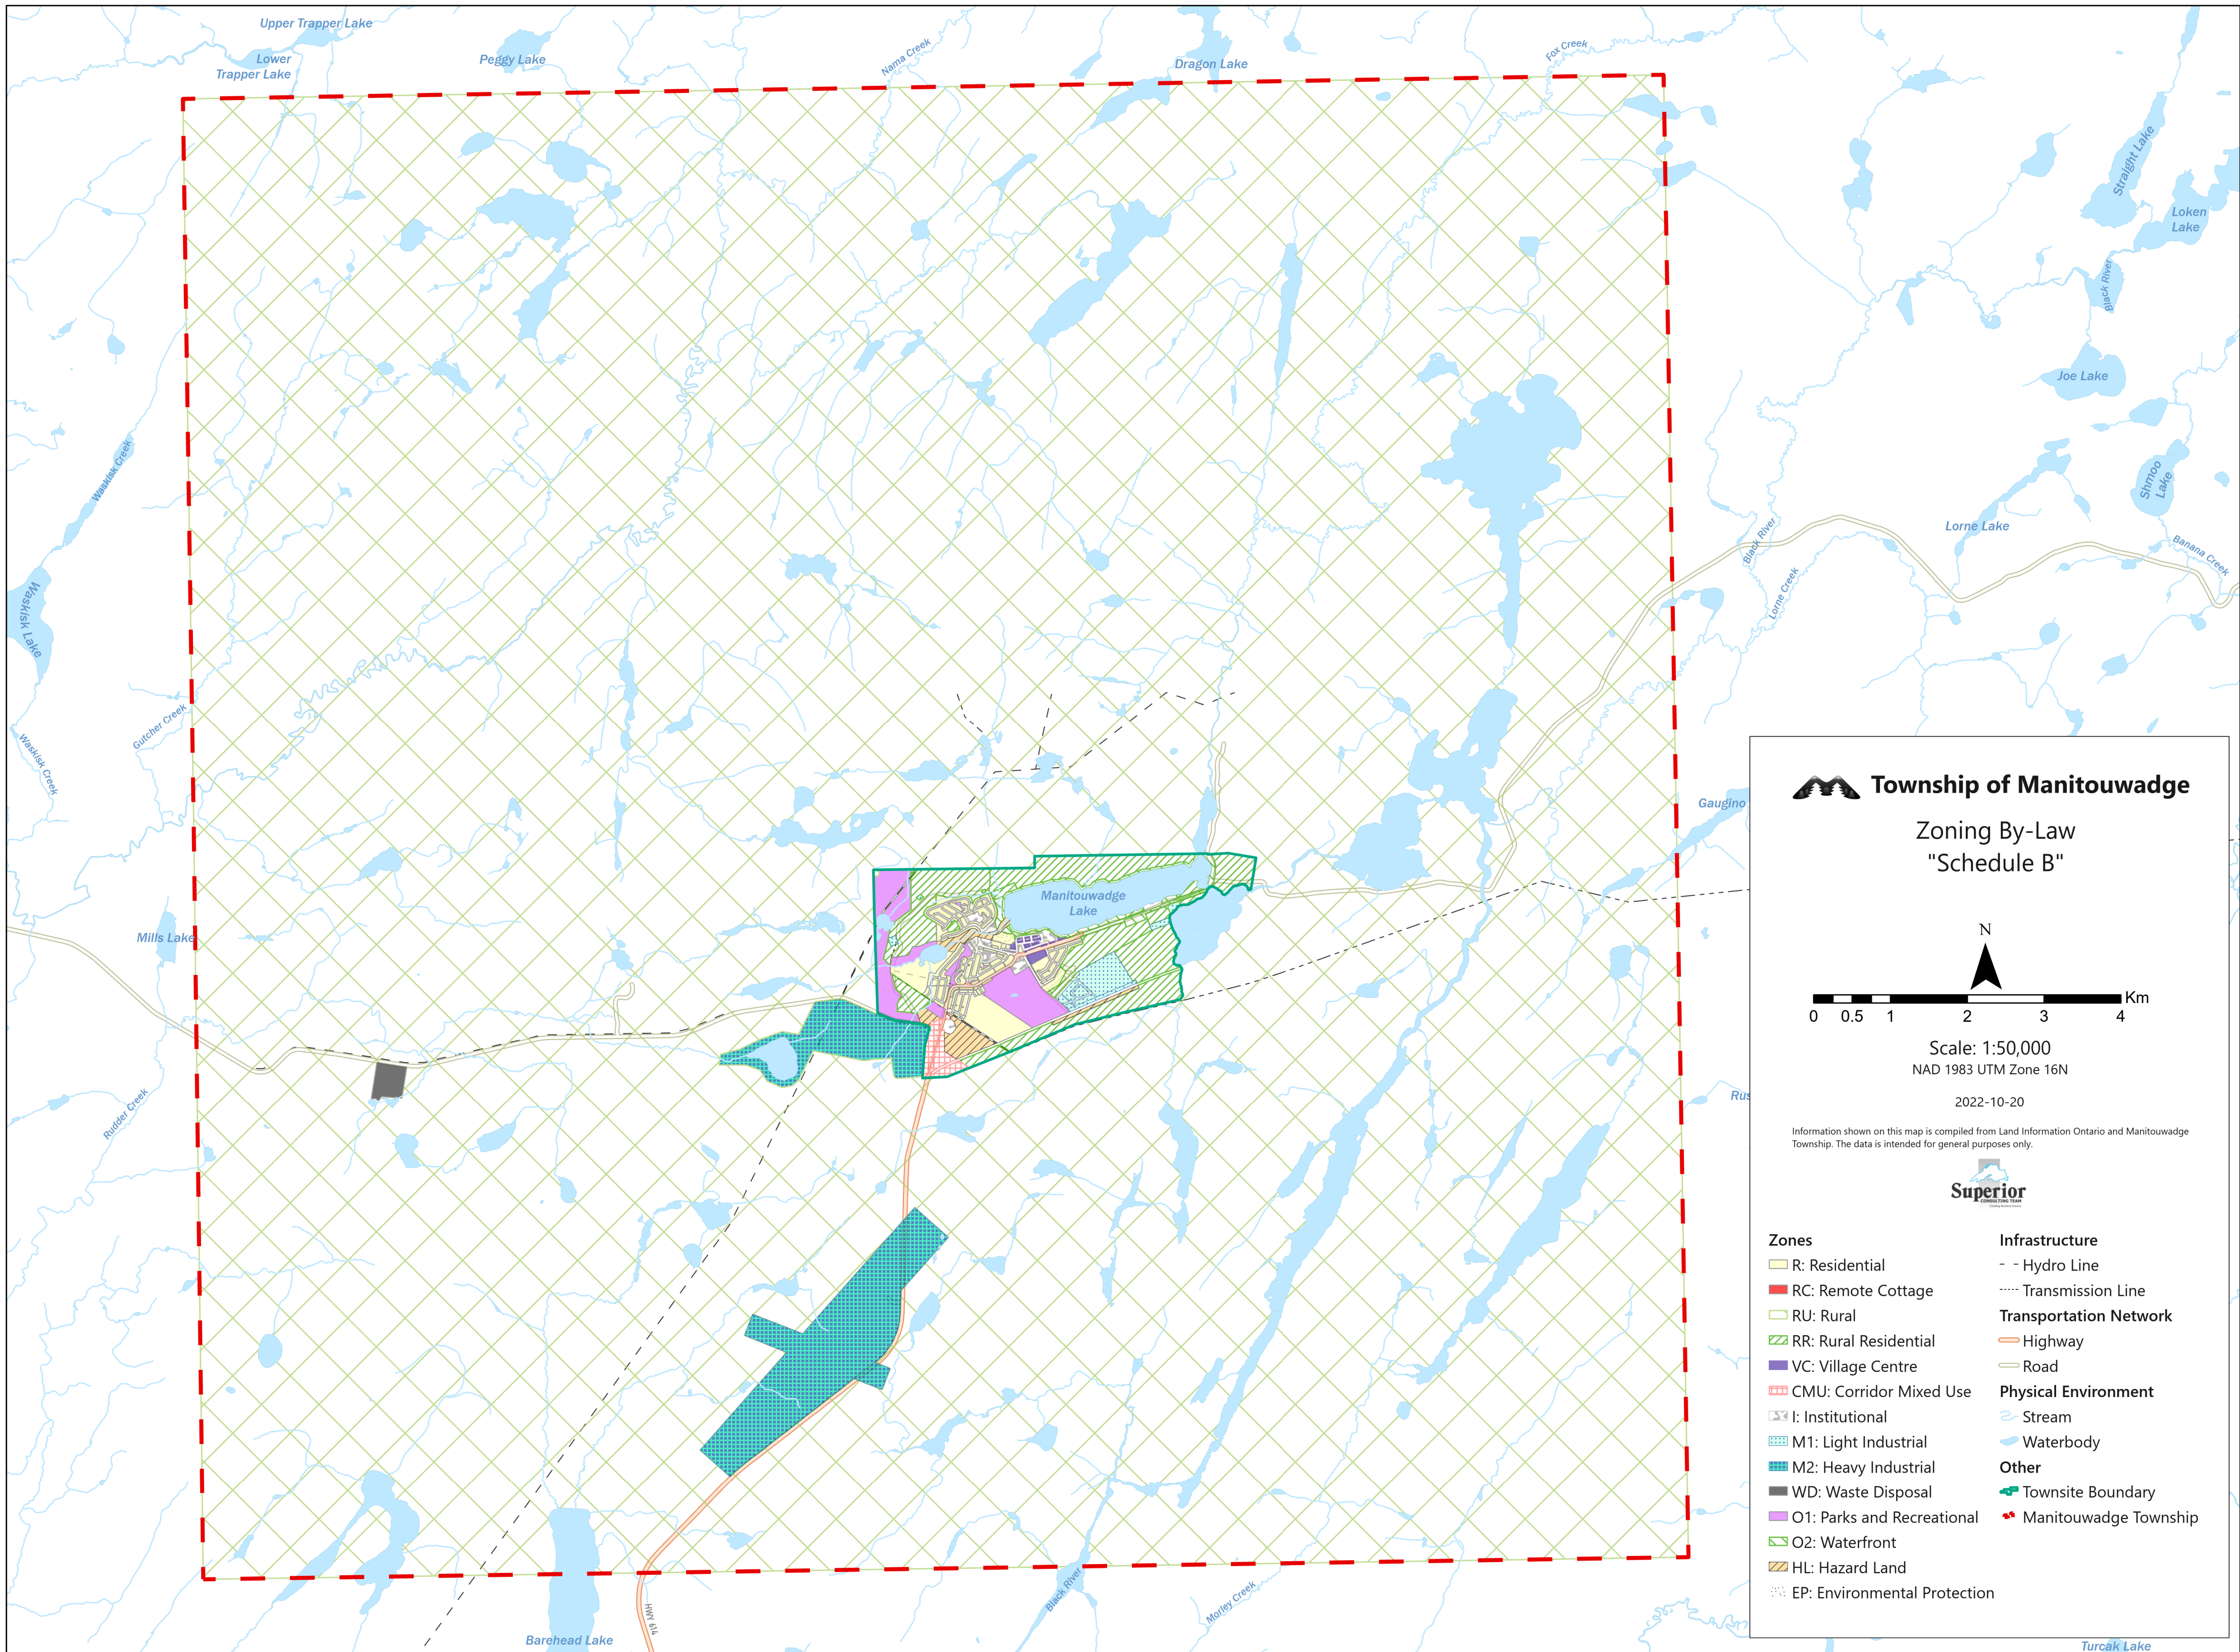 Upper Trapper Lake
Lower
Trapper Lake
Peggy Lake
Nama Creek
Dragon Lake
Fox Creek
Straight Lake
Loken
Lake
Black River
Joe Lake
Shmoo
Lake
Lorne Lake
Banana Creek
Black River
Lorne Creek
Waskisk Creek
Waskisk Lake
Gutcher Creek
Waskisk Creek
Mills Lake
Rudder Creek
Manitouwadge
Lake
Gaugino
Rus
HWY 614
Barehead Lake
Black River
Morley Creek
Turcak Lake
Township of Manitouwadge
Zoning By-Law
"Schedule B"
N
Km
0 0.5 1 2 3 4
Scale: 1:50,000
NAD 1983 UTM Zone 16N
2022-10-20
Information shown on this map is compiled from Land Information Ontario and Manitouwadge
Township. The data is intended for general purposes only.
Superior
CONSULTING TEAM
Zones
R: Residential
RC: Remote Cottage
RU: Rural
RR: Rural Residential
VC: Village Centre
CMU: Corridor Mixed Use
I: Institutional
M1: Light Industrial
M2: Heavy Industrial
WD: Waste Disposal
O1: Parks and Recreational
O2: Waterfront
HL: Hazard Land
EP: Environmental Protection
Infrastructure
Hydro Line
Transmission Line
Transportation Network
Highway
Road
Physical Environment
Stream
Waterbody
Other
Townsite Boundary
Manitouwadge Township